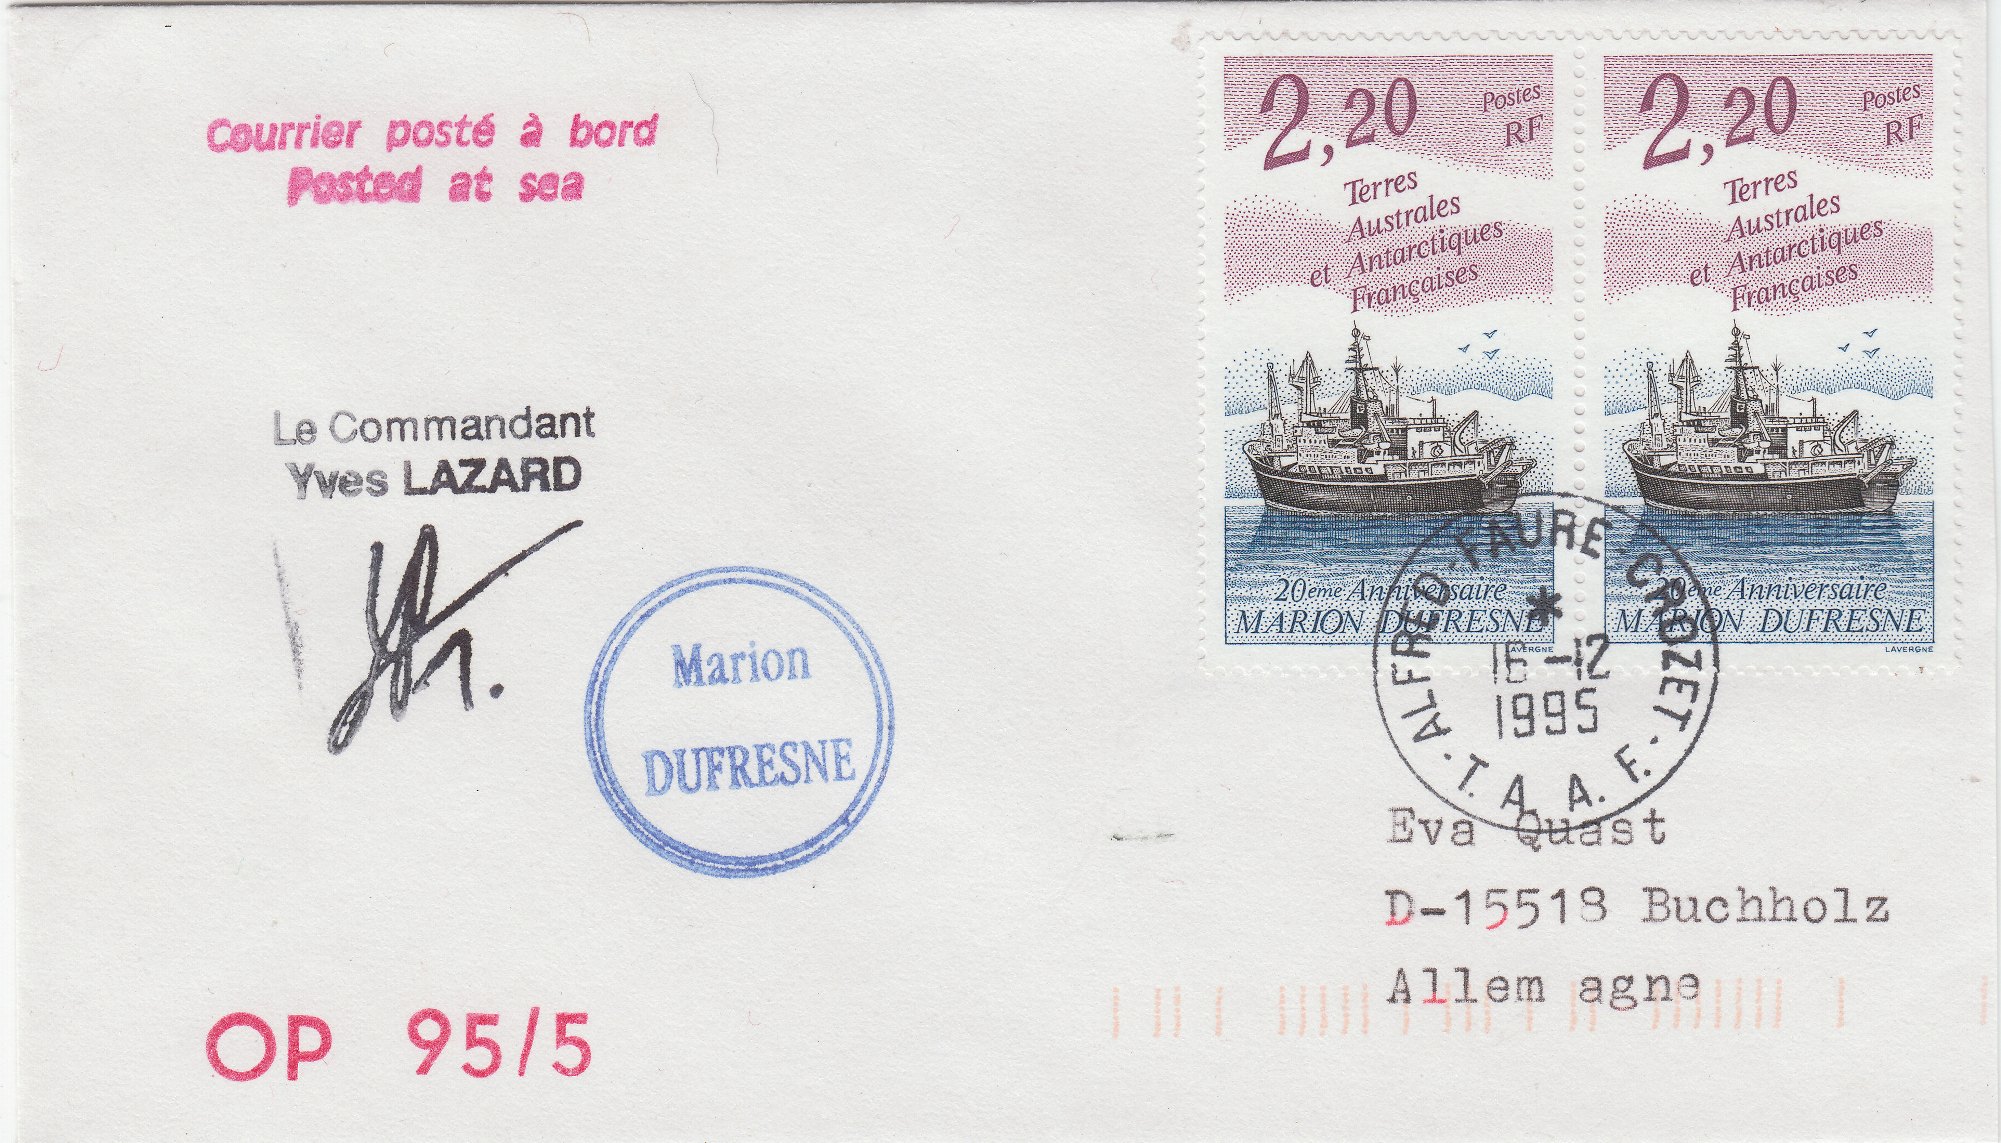 Courrier posté à bord
Posted at sea
Le Commandant
Yves LAZARD
Marion
DUFRESNE
OP 95/5
2,20
Postes
RF
Terres
Australes
et Antarctiques
Françaises
20ème Anniversaire
MARION DUFRESNE
LAVERGNE
2,20
Postes
RF
Terres
Australes
et Antarctiques
Françaises
20ème Anniversaire
MARION DUFRESNE
LAVERGNE
·ALFRED-FAURE-CROZET·
*
16-12
1995
T. A. A. F.
Eva Quast
D-15518 Buchholz
Allem agne